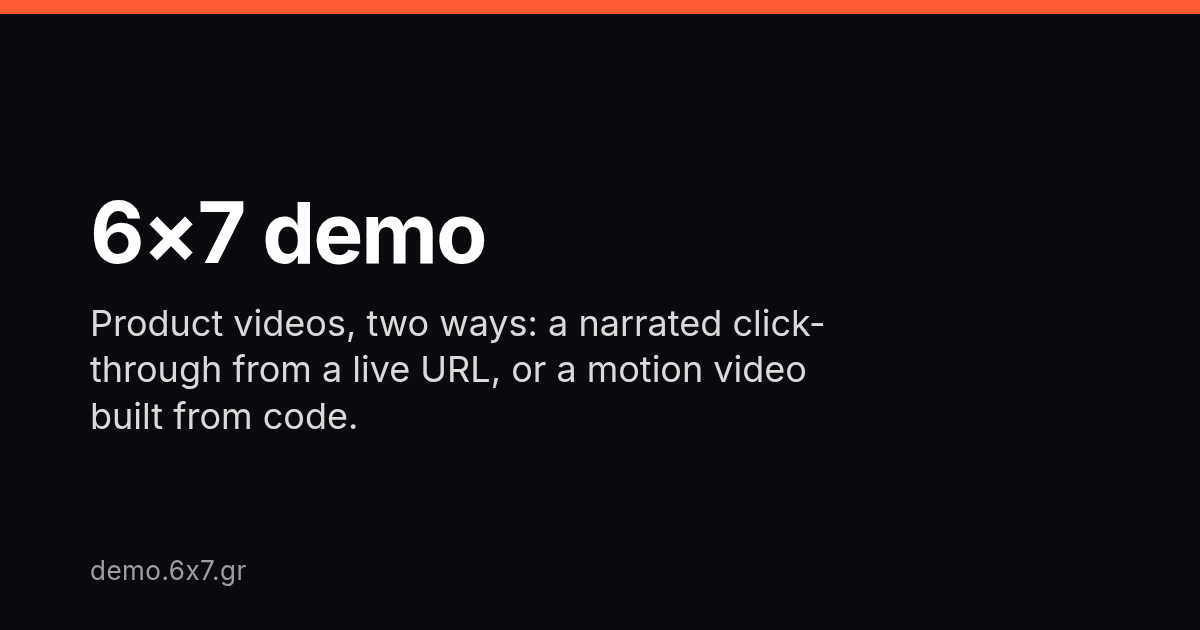 6×7 demo
Product videos, two ways: a narrated click-
through from a live URL, or a motion video
built from code.
demo.6x7.gr